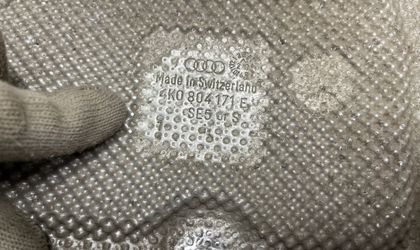 Made in Switzerland
4K0 804 171 E
SE5 or S